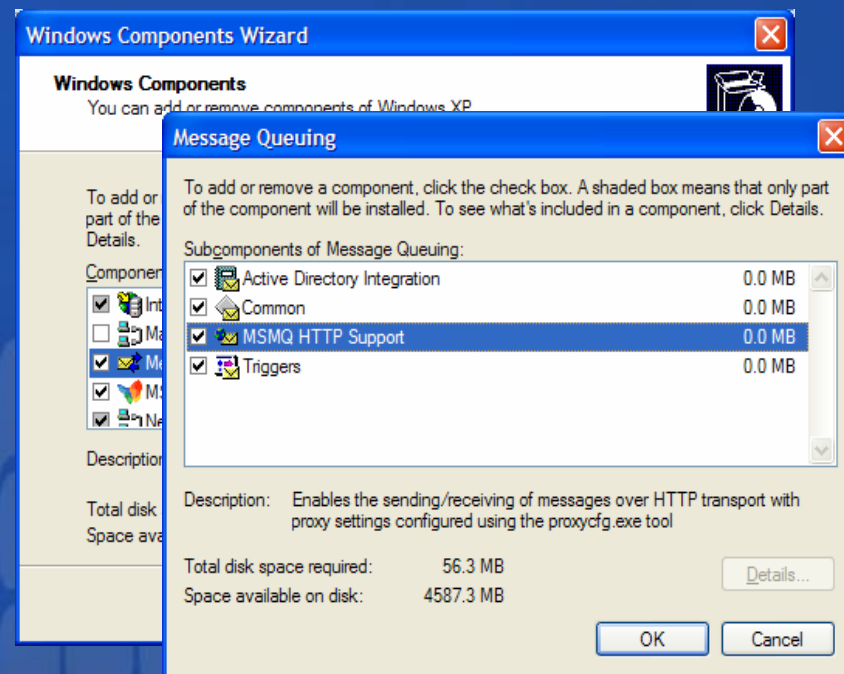 Windows Components Wizard
Windows Components
You can add or remove components of Windows XP.
Message Queuing
To add or
part of the
Details.
Componen
Int
Ma
Me
MS
Ne
Description
Total disk
Space ava
To add or remove a component, click the check box. A shaded box means that only part
of the component will be installed. To see what's included in a component, click Details.
Subcomponents of Message Queuing:
Active Directory Integration 0.0 MB
Common 0.0 MB
MSMQ HTTP Support 0.0 MB
Triggers 0.0 MB
Description: Enables the sending/receiving of messages over HTTP transport with
proxy settings configured using the proxycfg.exe tool
Total disk space required: 56.3 MB
Space available on disk: 4587.3 MB
Details...
OK Cancel